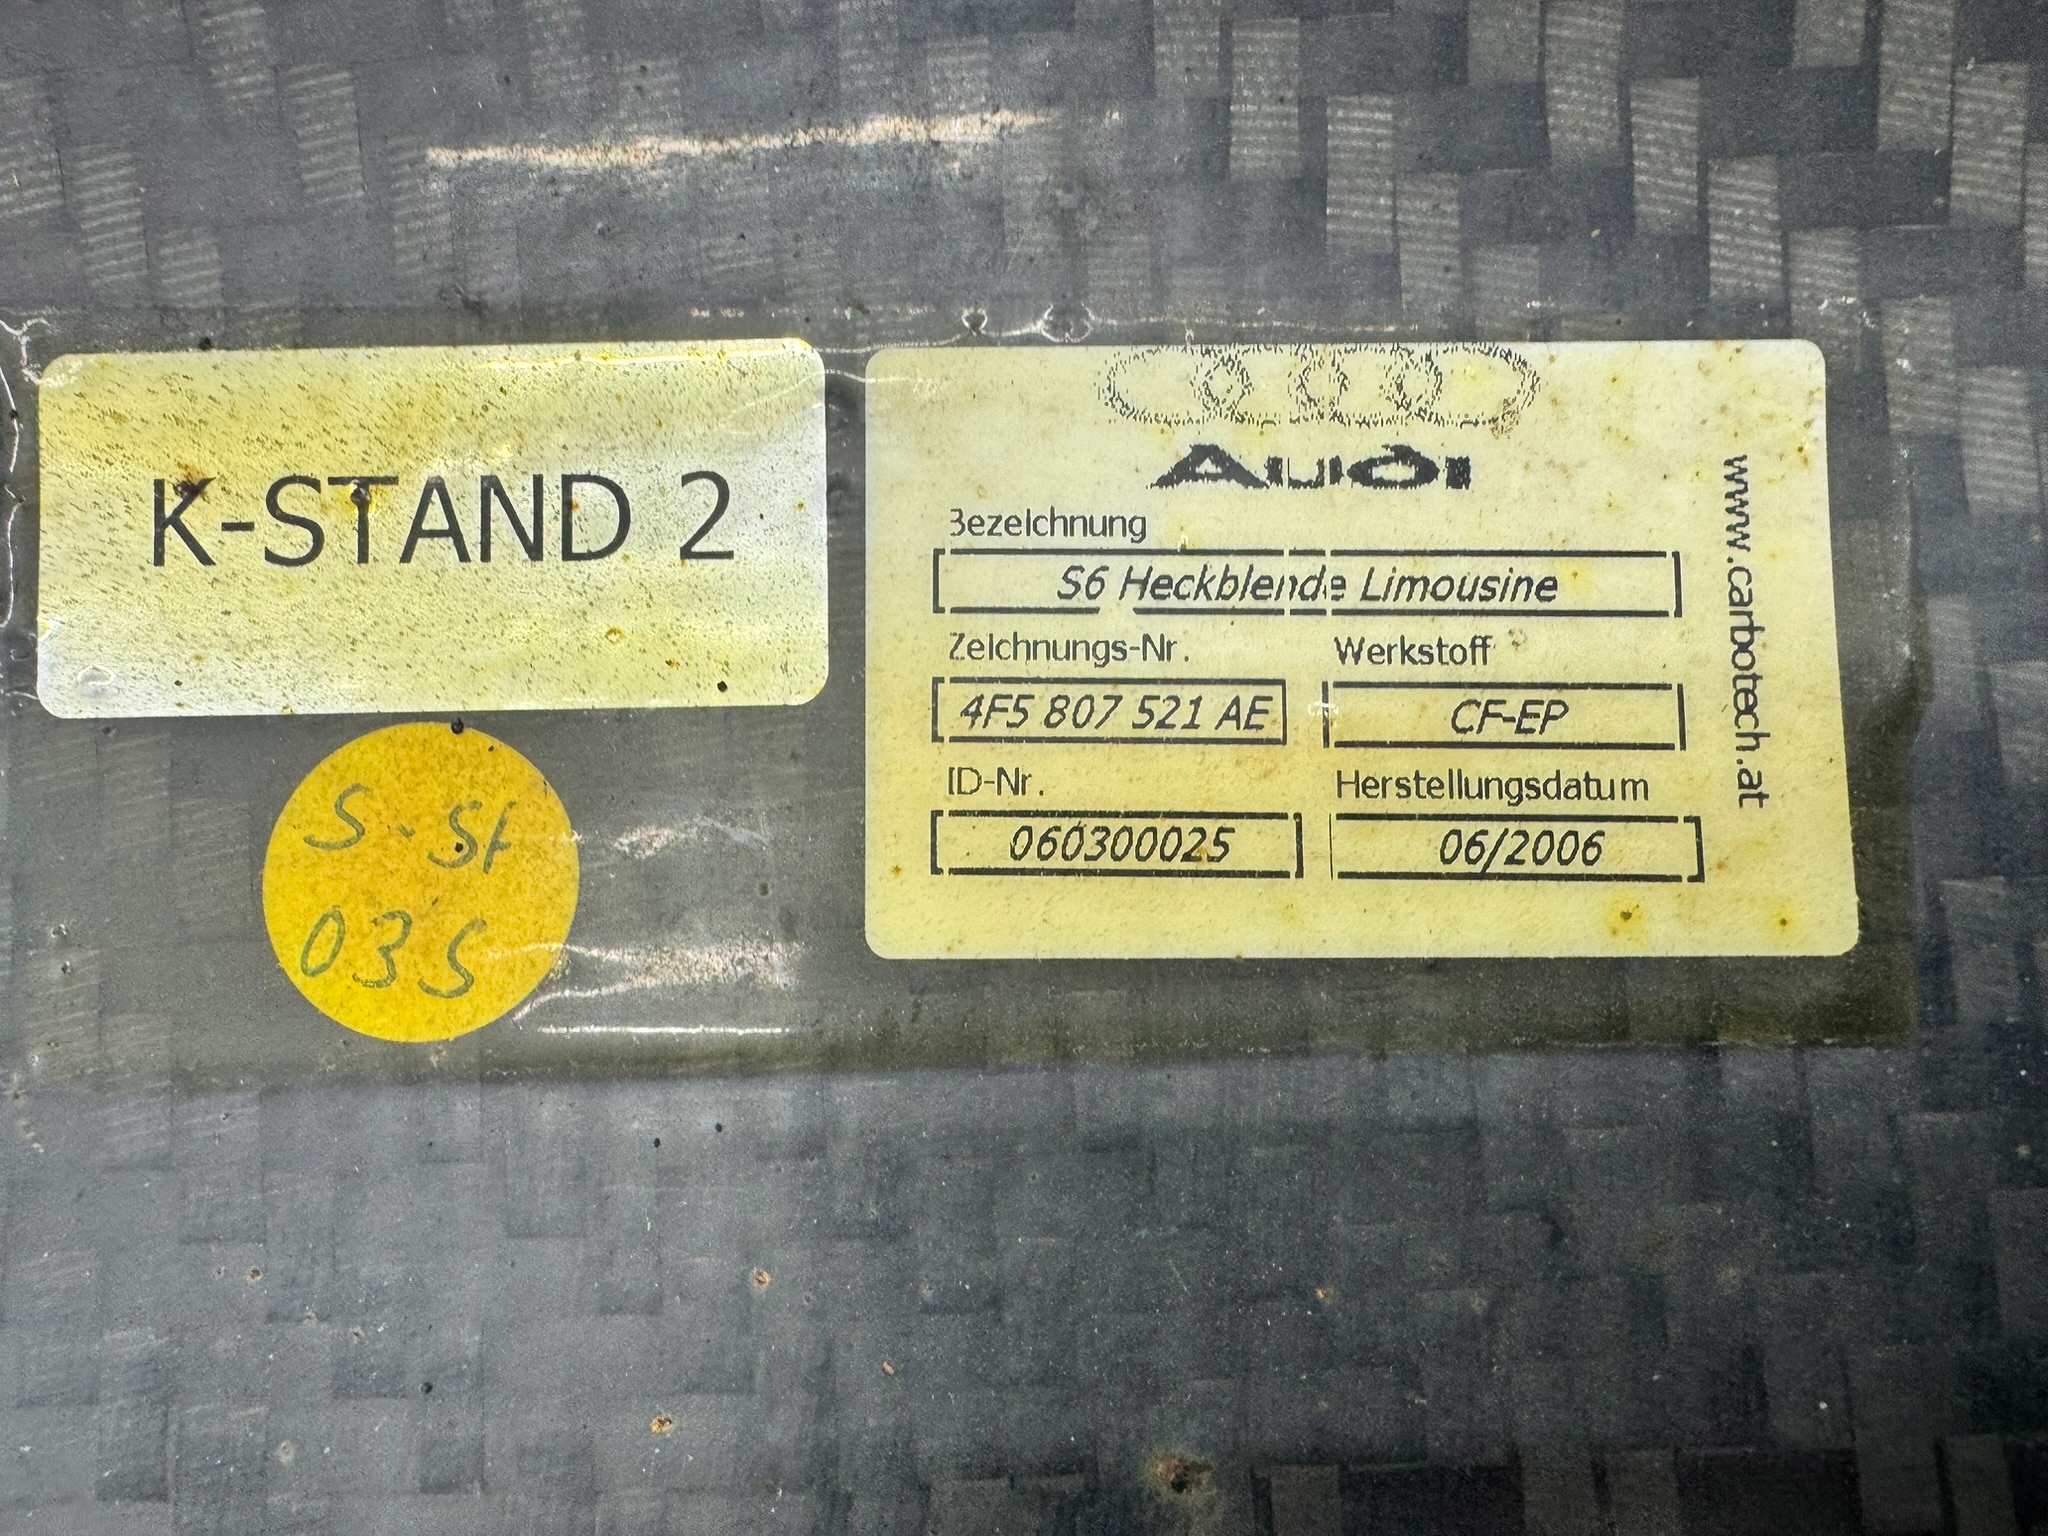 K-STAND 2
S-St
03S
Audi
Bezeichnung
S6 Heckblende Limousine
Zeichnungs-Nr.
Werkstoff
4F5 807 521 AE
CF-EP
ID-Nr.
Herstellungsdatum
060300025
06/2006
www.carbotech.at